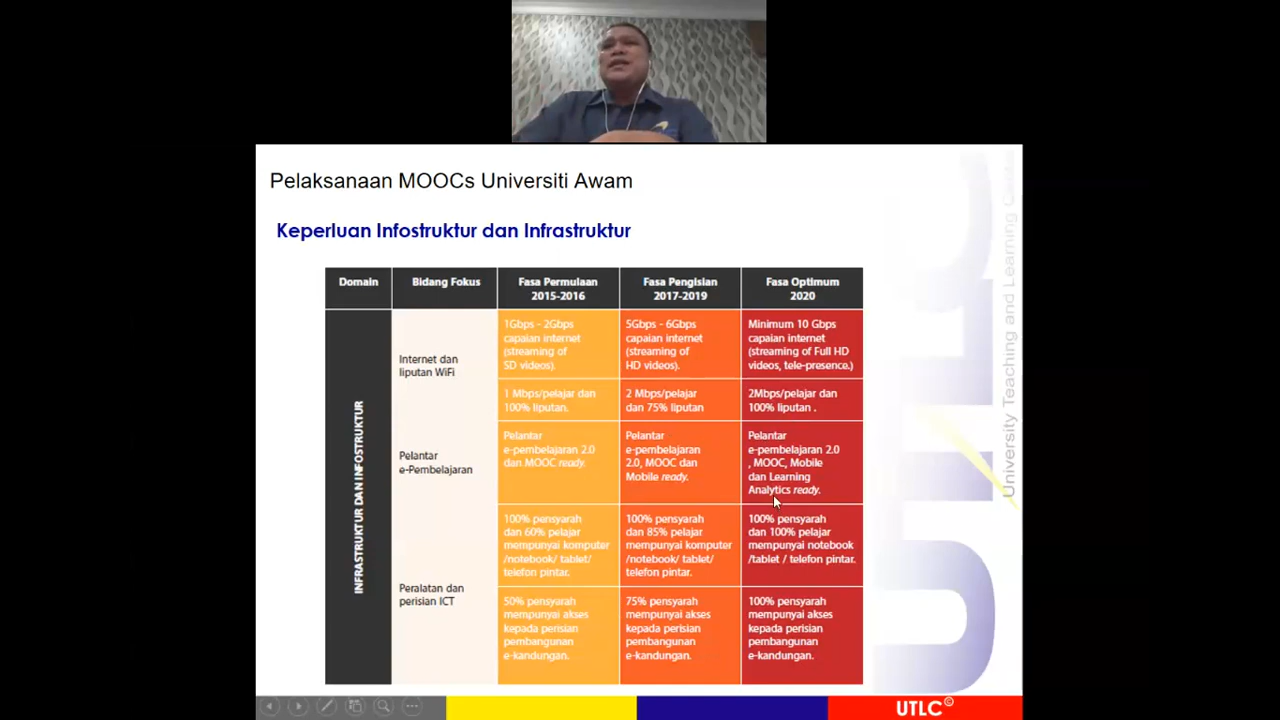 Pelaksanaan MOOCs Universiti Awam
Keperluan Infostruktur dan Infrastruktur
Domain
Bidang Fokus
Fasa Permulaan
2015-2016
Fasa Pengisian
2017-2019
Fasa Optimum
2020
INFRASTRUKTUR DAN INFOSTRUKTUR
Internet dan
liputan WiFi
1Gbps - 2Gbps
capaian internet
(streaming of
SD videos).
5Gbps - 6Gbps
capaian internet
(streaming of
HD videos).
Minimum 10 Gbps
capaian internet
(streaming of Full HD
videos, tele-presence.)
1 Mbps/pelajar dan
100% liputan.
2 Mbps/pelajar
dan 75% liputan
2Mbps/pelajar dan
100% liputan .
Pelantar
e-Pembelajaran
Pelantar
e-pembelajaran 2.0
dan MOOC ready.
Pelantar
e-pembelajaran
2.0, MOOC dan
Mobile ready.
Pelantar
e-pembelajaran 2.0
, MOOC, Mobile
dan Learning
Analytics ready.
Peralatan dan
perisian ICT
100% pensyarah
dan 60% pelajar
mempunyai komputer
/notebook/ tablet/
telefon pintar.
100% pensyarah
dan 85% pelajar
mempunyai komputer
/notebook/ tablet/
telefon pintar.
100% pensyarah
dan 100% pelajar
mempunyai notebook
/tablet / telefon pintar.
50% pensyarah
mempunyai akses
kepada perisian
pembangunan
e-kandungan.
75% pensyarah
mempunyai akses
kepada perisian
pembangunan
e-kandungan.
100% pensyarah
mempunyai akses
kepada perisian
pembangunan
e-kandungan.
University Teaching and Learning Center
UTLC©